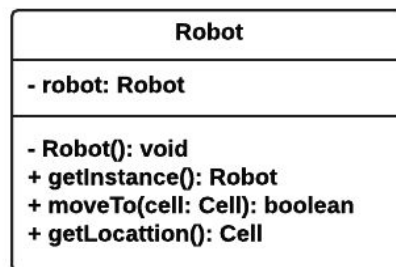 Robot
- robot: Robot
- Robot(): void
+ getInstance(): Robot
+ moveTo(cell: Cell): boolean
+ getLocattion(): Cell